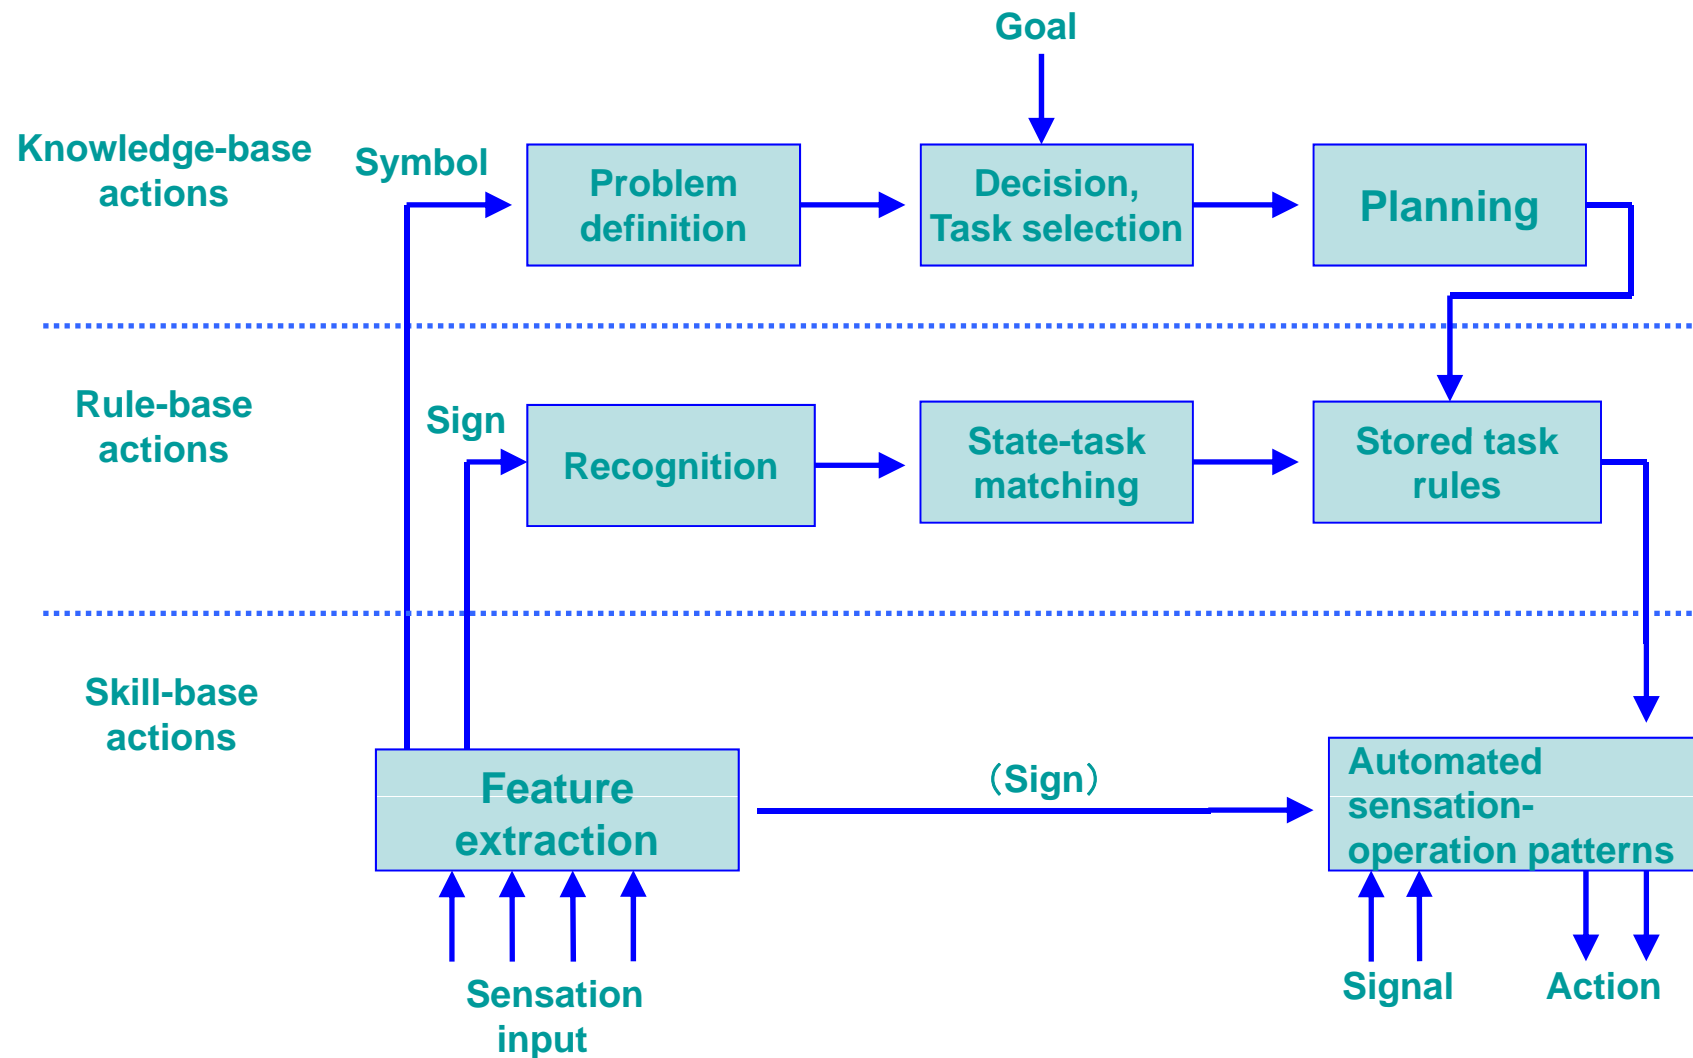 Goal
Knowledge-base
actions
Symbol
Problem
definition
Decision,
Task selection
Planning
Rule-base
actions
Sign
Recognition
State-task
matching
Stored task
rules
Skill-base
actions
Feature
extraction
（Sign）
Automated
sensation-
operation patterns
Sensation
input
Signal
Action